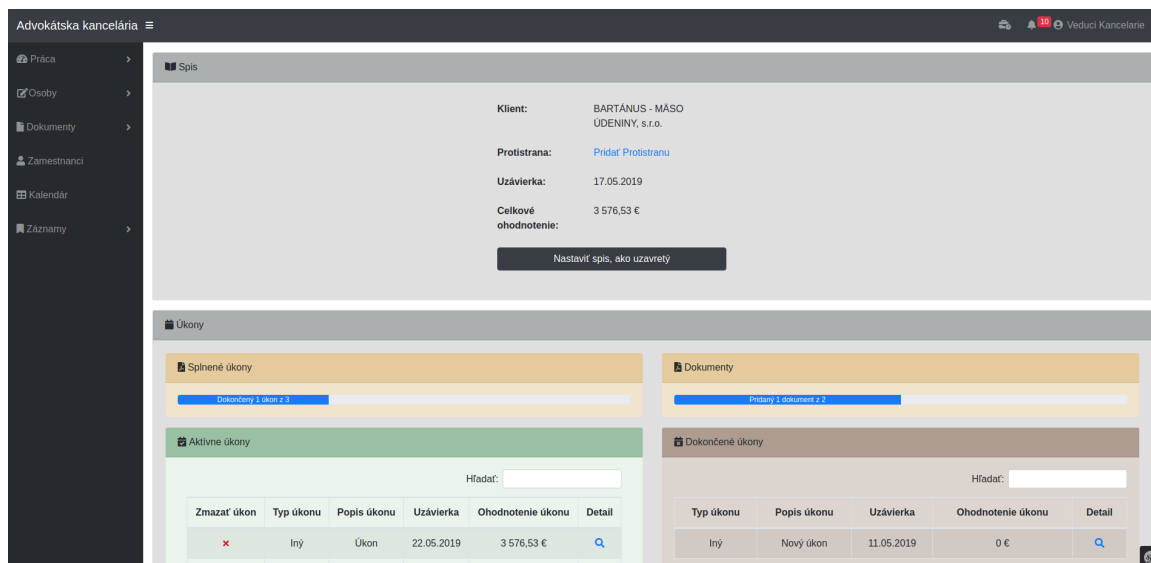 Advokátska kancelária
10
Veduci Kancelarie
Práca
Osoby
Dokumenty
Zamestnanci
Kalendár
Záznamy
Spis
Klient:
BARTÁNUS - MÄSO
ÚDENINY, s.r.o.
Protistrana:
Pridať Protistranu
Uzávierka:
17.05.2019
Celkové
ohodnotenie:
3 576,53 €
Nastaviť spis, ako uzavretý
Úkony
Splnené úkony
Dokončený 1 úkon z 3
Dokumenty
Pridaný 1 dokument z 2
Aktívne úkony
Hľadať:
Zmazať úkon Typ úkonu Popis úkonu Uzávierka Ohodnotenie úkonu Detail
Iný Úkon 22.05.2019 3 576,53 €
Dokončené úkony
Hľadať:
Typ úkonu Popis úkonu Uzávierka Ohodnotenie úkonu Detail
Iný Nový úkon 11.05.2019 0 €